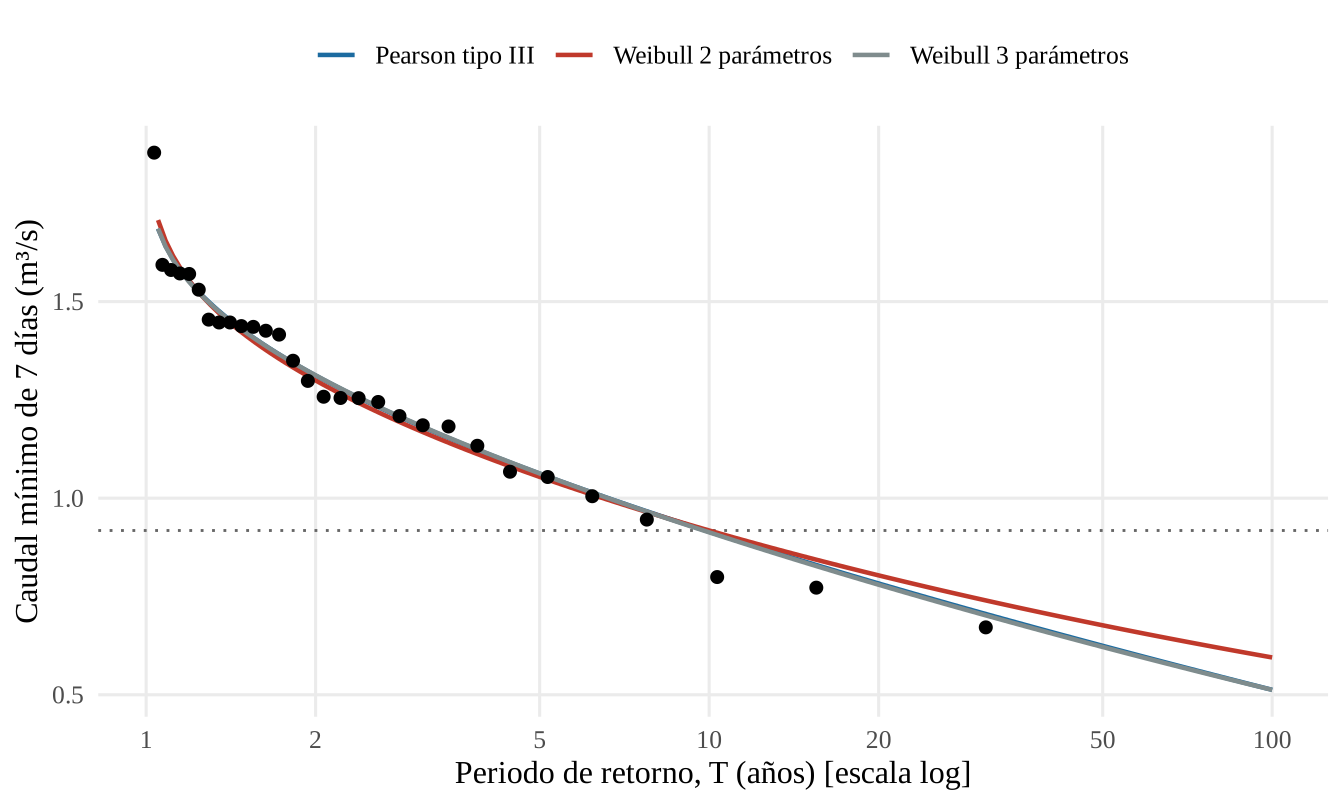 Pearson tipo III Weibull 2 parámetros Weibull 3 parámetros
Caudal mínimo de 7 días (m³/s)
1.5
1.0
0.5
1 2 5 10 20 50 100
Periodo de retorno, T (años) [escala log]